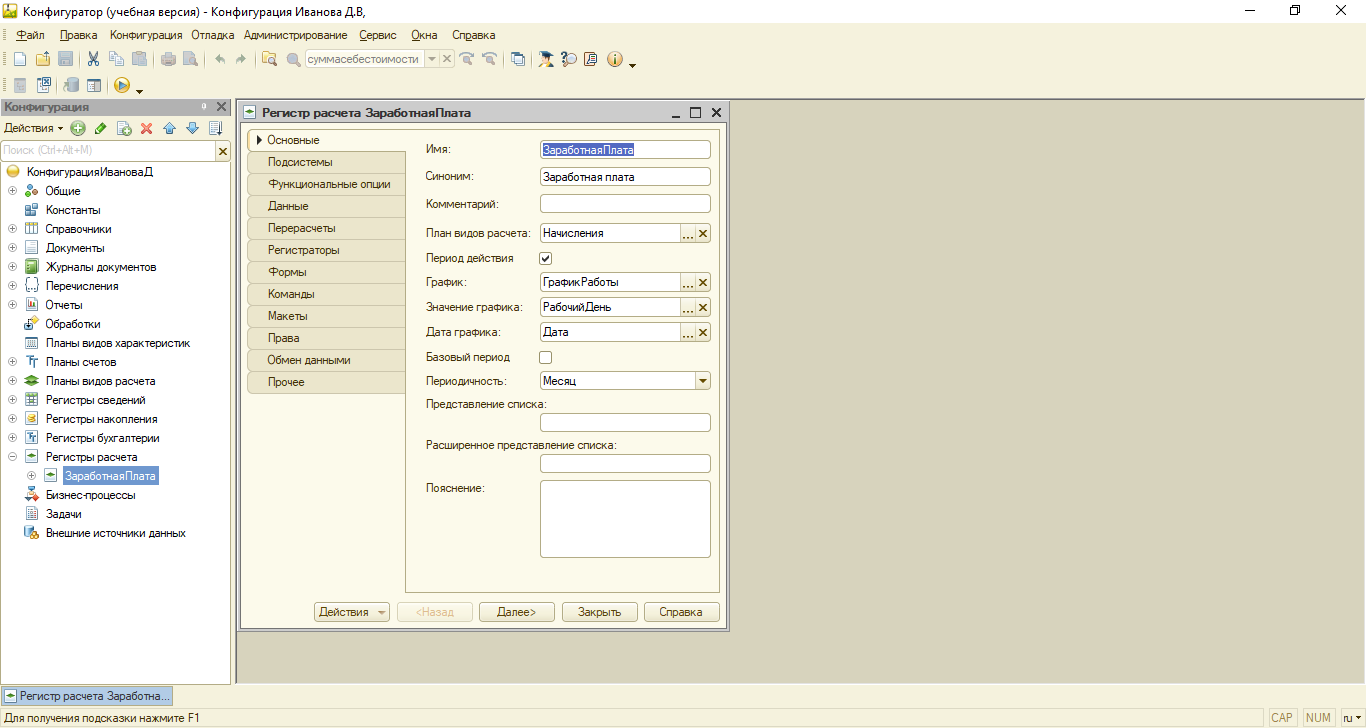 Конфигуратор (учебная версия) - Конфигурация Иванова Д.В,
Файл Правка Конфигурация Отладка Администрирование Сервис Окна Справка
суммасебестоимости
Конфигурация
Действия
Поиск (Ctrl+Alt+M)
КонфигурацияИвановаД
Общие
Константы
Справочники
Документы
Журналы документов
Перечисления
Отчеты
Обработки
Планы видов характеристик
Планы счетов
Планы видов расчета
Регистры сведений
Регистры накопления
Регистры бухгалтерии
Регистры расчета
ЗаработнаяПлата
Бизнес-процессы
Задачи
Внешние источники данных
Регистр расчета ЗаработнаяПлата
Основные
Подсистемы
Функциональные опции
Данные
Перерасчеты
Регистраторы
Формы
Команды
Макеты
Права
Обмен данными
Прочее
Имя: ЗаработнаяПлата
Синоним: Заработная плата
Комментарий:
План видов расчета: Начисления ...
Период действия
График: ГрафикРаботы ...
Значение графика: РабочийДень ...
Дата графика: Дата ...
Базовый период
Периодичность: Месяц
Представление списка:
Расширенное представление списка:
Пояснение:
Действия <Назад Далее> Закрыть Справка
Регистр расчета Заработна...
Для получения подсказки нажмите F1 CAP NUM ru